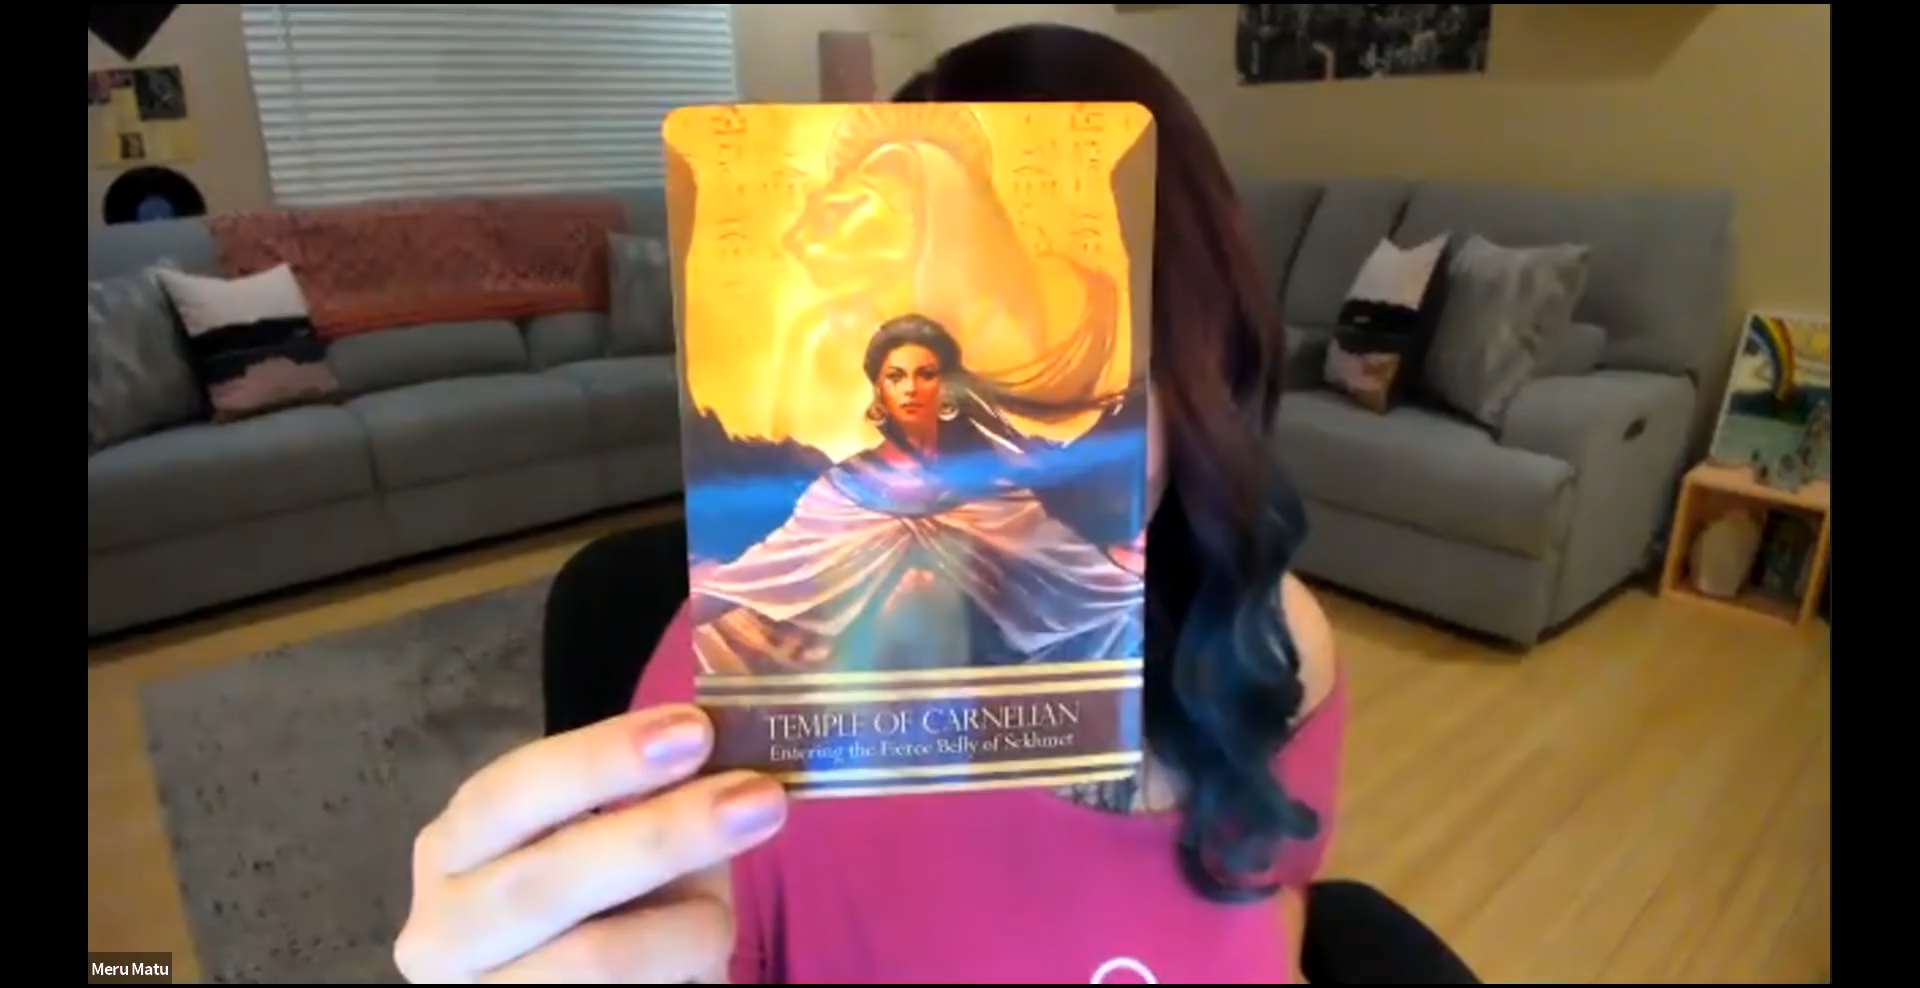 TEMPLE OF CARNELIAN
Entering the Fierce Belly of Sekhmet
Meru Matu